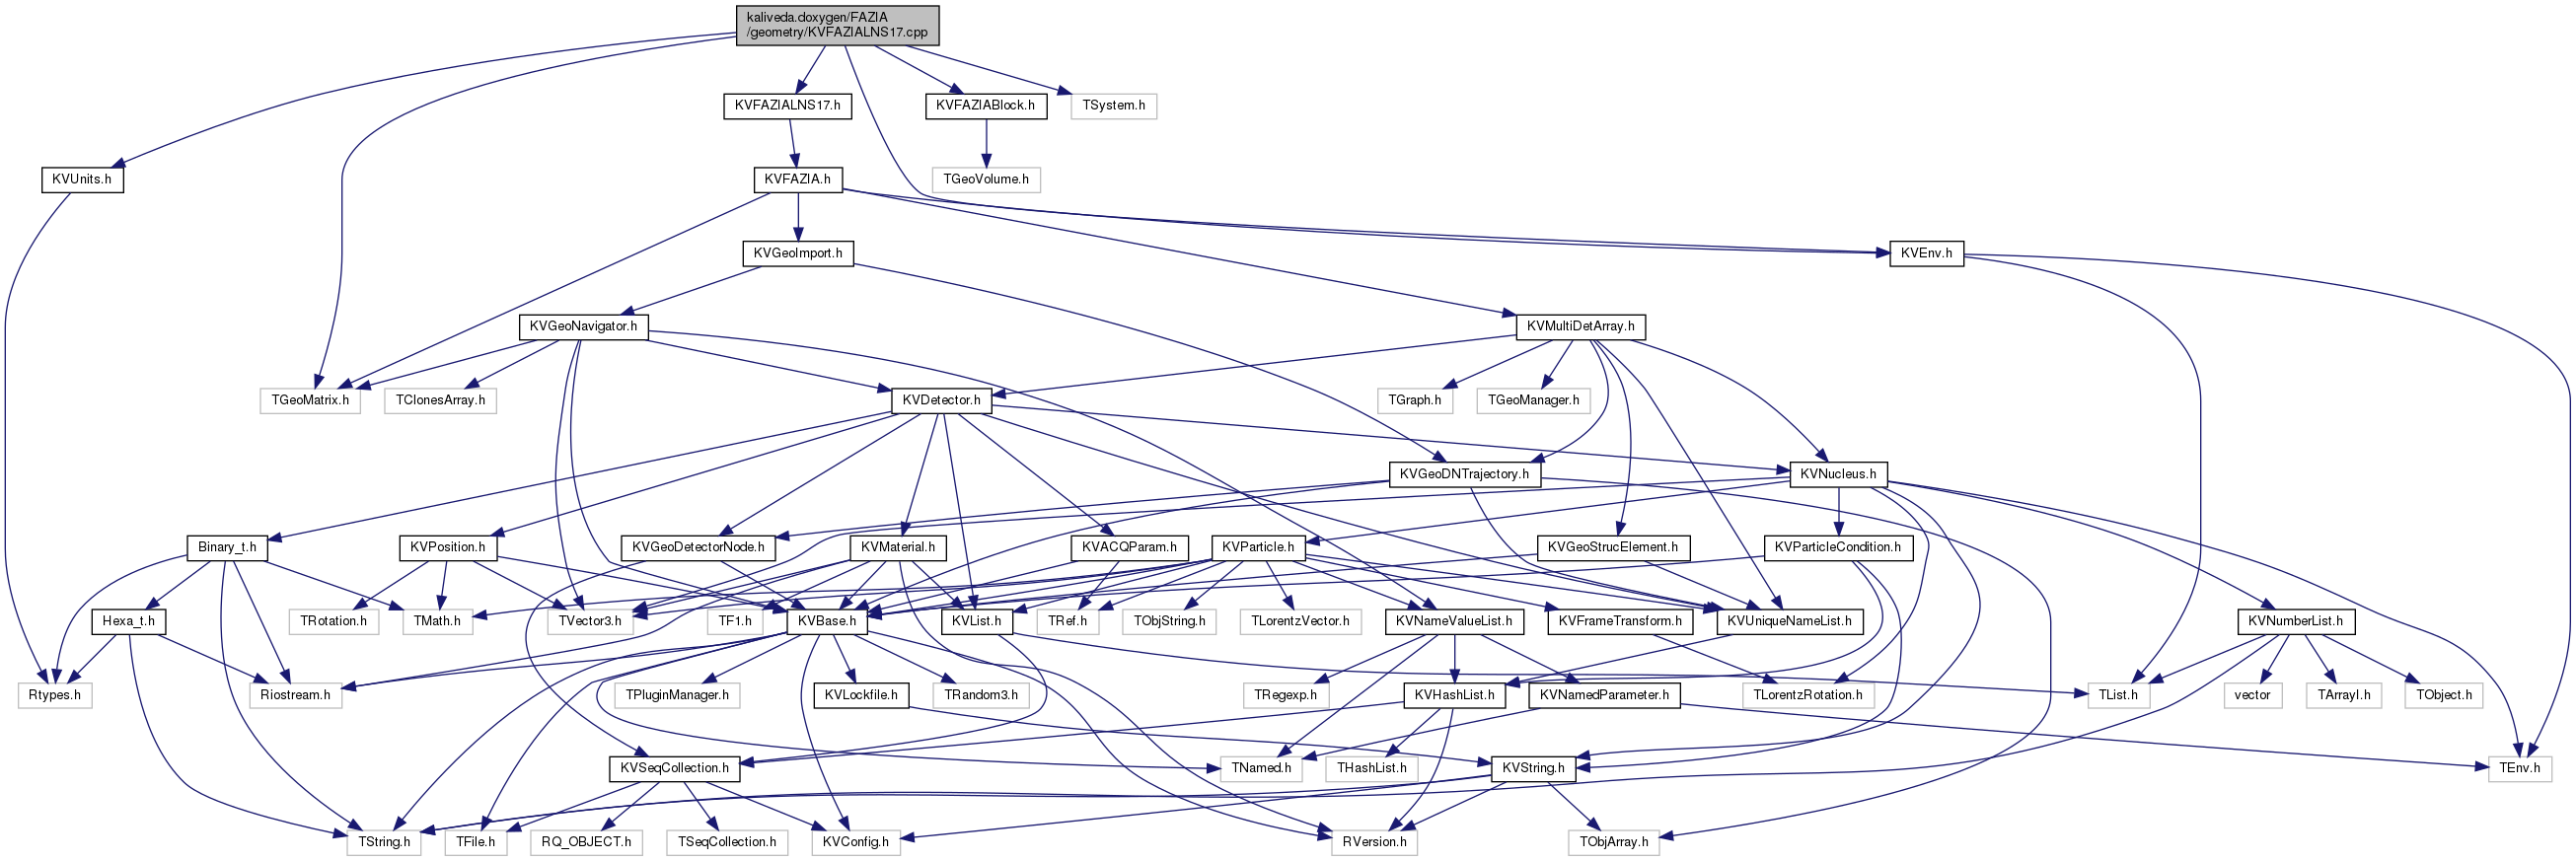 kaliveda.doxygen/FAZIA
/geometry/KVFAZIALNS17.cpp
KVFAZIALNS17.h
KVFAZIABlock.h
TSystem.h
KVUnits.h
KVFAZIA.h
TGeoVolume.h
KVGeoImport.h
KVEnv.h
KVGeoNavigator.h
KVMultiDetArray.h
TGeoMatrix.h
TClonesArray.h
KVDetector.h
TGraph.h
TGeoManager.h
KVGeoDNTrajectory.h
KVNucleus.h
Binary_t.h
KVPosition.h
KVGeoDetectorNode.h
KVMaterial.h
KVACQParam.h
KVParticle.h
KVGeoStrucElement.h
KVParticleCondition.h
Hexa_t.h
TRotation.h
TMath.h
TVector3.h
TF1.h
KVBase.h
KVList.h
TRef.h
TObjString.h
TLorentzVector.h
KVNameValueList.h
KVFrameTransform.h
KVUniqueNameList.h
KVNumberList.h
Rtypes.h
Riostream.h
TPluginManager.h
KVLockfile.h
TRandom3.h
TRegexp.h
KVHashList.h
KVNamedParameter.h
TLorentzRotation.h
TList.h
vector
TArrayI.h
TObject.h
KVSeqCollection.h
TNamed.h
THashList.h
KVString.h
TEnv.h
TString.h
TFile.h
RQ_OBJECT.h
TSeqCollection.h
KVConfig.h
RVersion.h
TObjArray.h